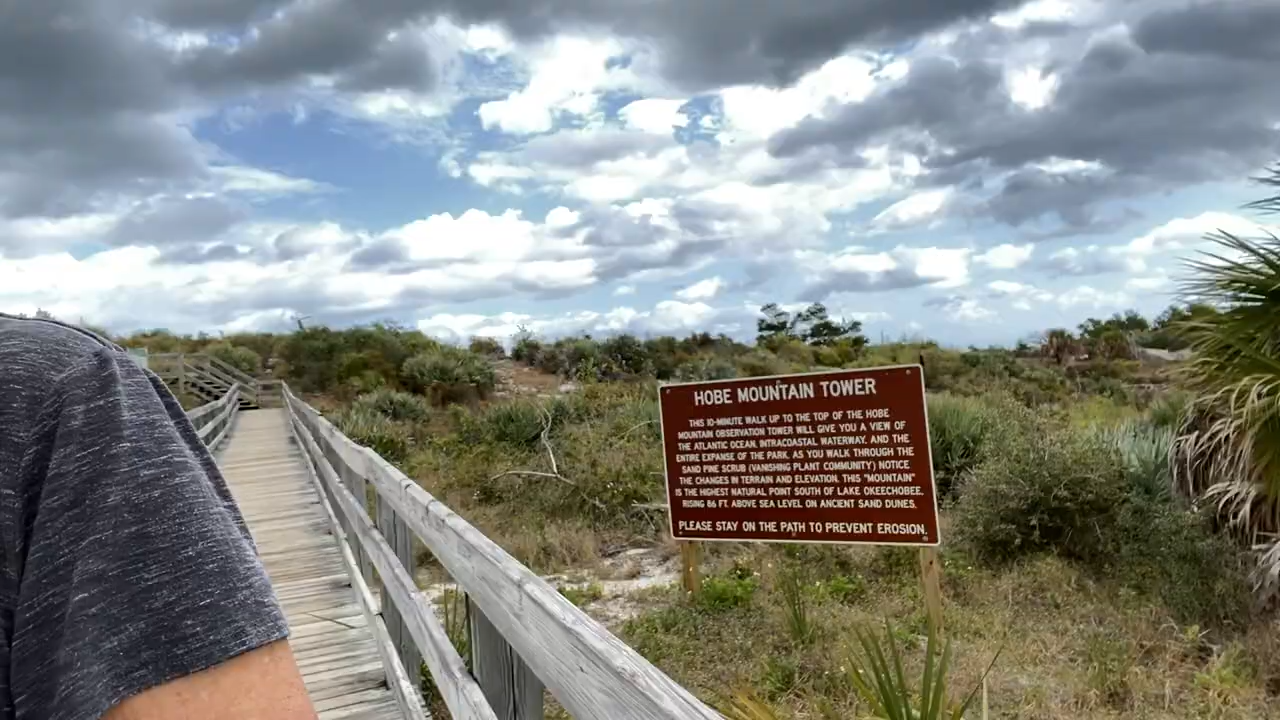 HOBE MOUNTAIN TOWER
THIS 10-MINUTE WALK UP TO THE TOP OF THE HOBE
MOUNTAIN OBSERVATION TOWER WILL GIVE YOU A VIEW OF
THE ATLANTIC OCEAN, INTRACOASTAL WATERWAY, AND THE
ENTIRE EXPANSE OF THE PARK. AS YOU WALK THROUGH THE
SAND PINE SCRUB (VANISHING PLANT COMMUNITY) NOTICE
THE CHANGES IN TERRAIN AND ELEVATION. THIS "MOUNTAIN"
IS THE HIGHEST NATURAL POINT SOUTH OF LAKE OKEECHOBEE,
RISING 86 FT. ABOVE SEA LEVEL ON ANCIENT SAND DUNES.
PLEASE STAY ON THE PATH TO PREVENT EROSION.